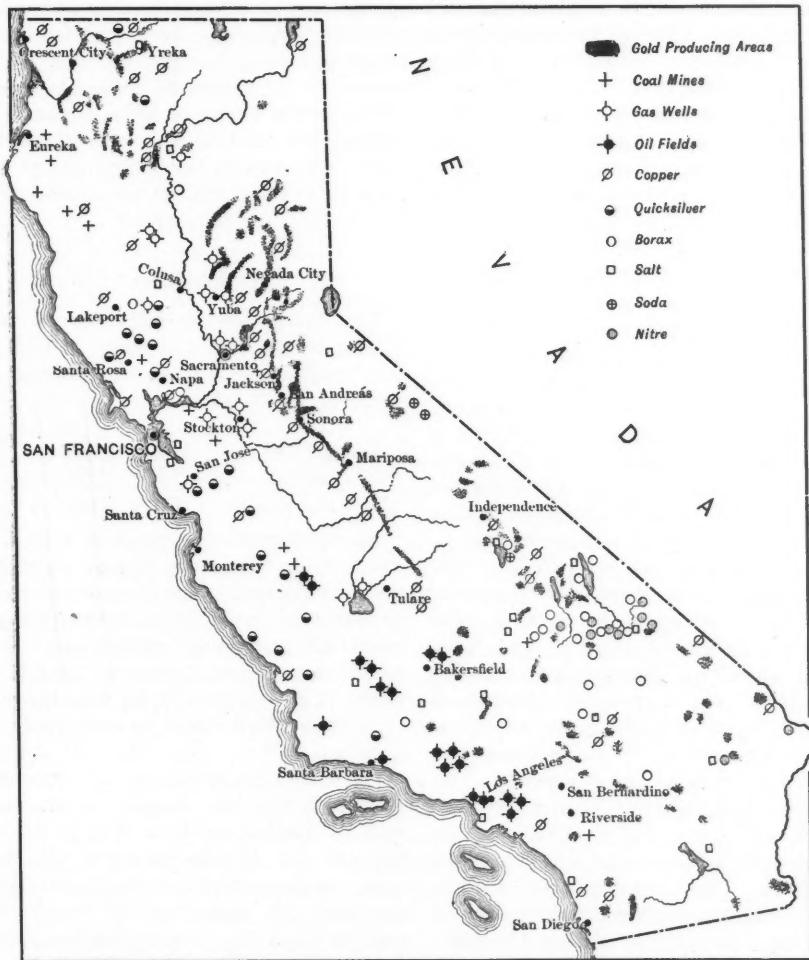 Crescent City
Yreka
Eureka
NEVADA
Gold Producing Areas
Coal Mines
Gas Wells
Oil Fields
Copper
Quicksilver
Borax
Salt
Soda
Nitre
Colusa
Nevada City
Yuba
Lakeport
Sacramento
Santa Rosa
Napa
Jackson
San Andreas
Stockton
Sonora
SAN FRANCISCO
San José
Mariposa
Santa Cruz
Independence
Monterey
Tulare
Bakersfield
Santa Barbara
Los Angeles
San Bernardino
Riverside
San Diego